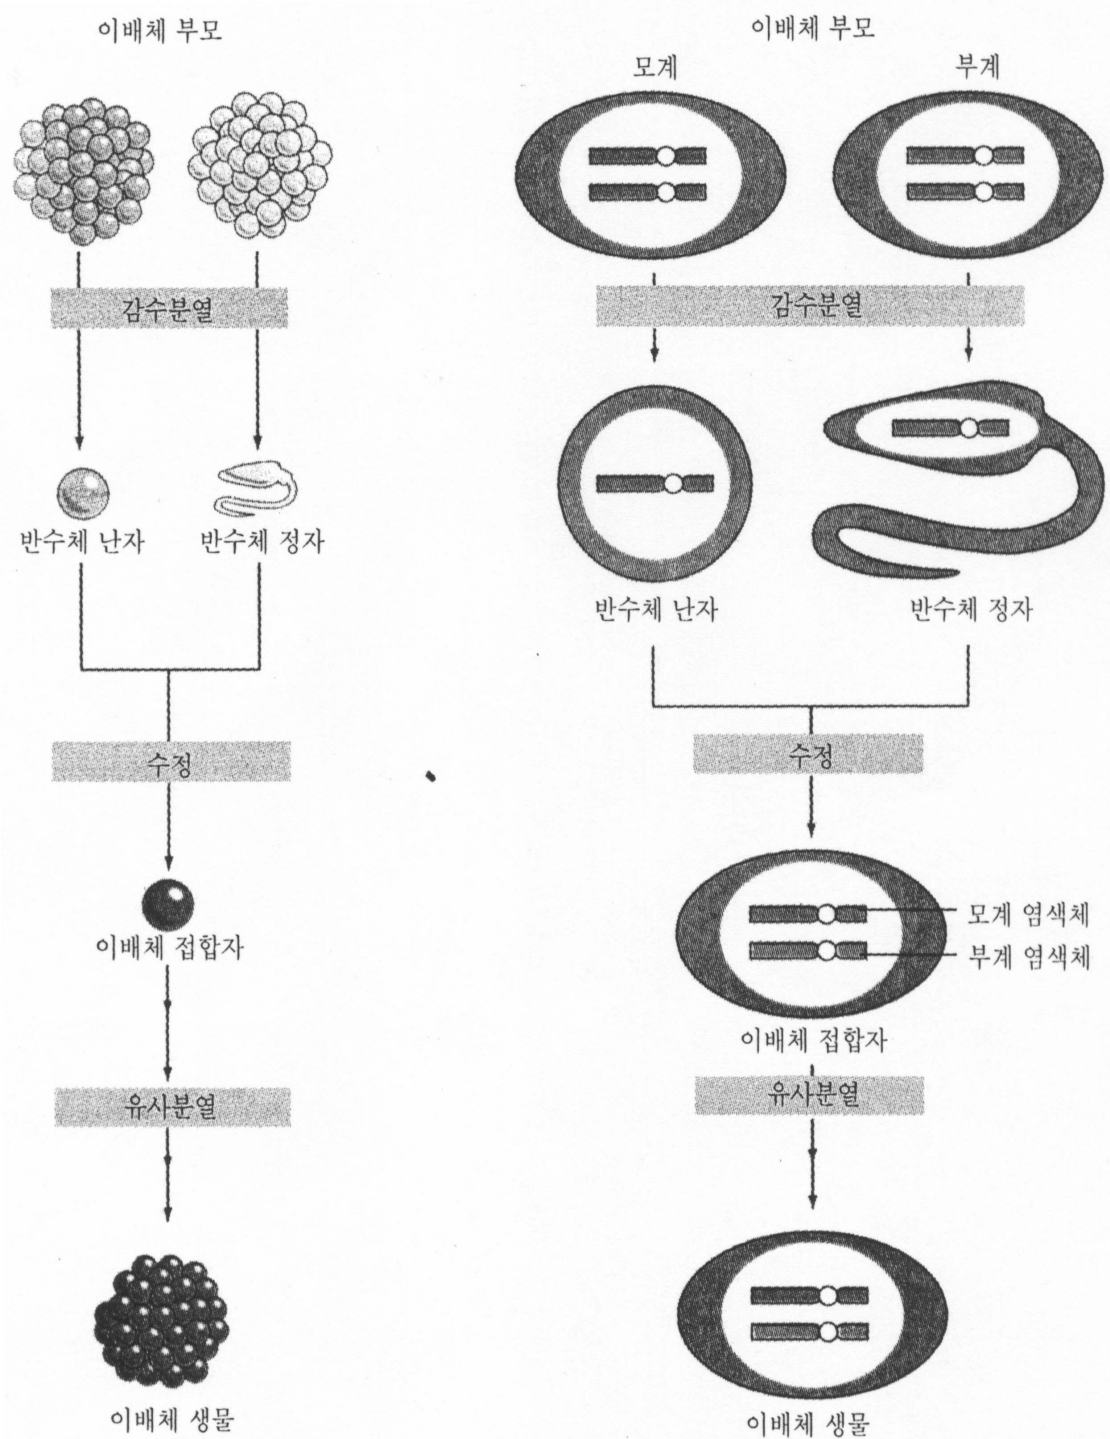 이배체 부모
감수분열
반수체 난자
반수체 정자
수정
이배체 접합자
유사분열
이배체 생물
이배체 부모
모계
부계
감수분열
반수체 난자
반수체 정자
수정
모계 염색체
부계 염색체
이배체 접합자
유사분열
이배체 생물